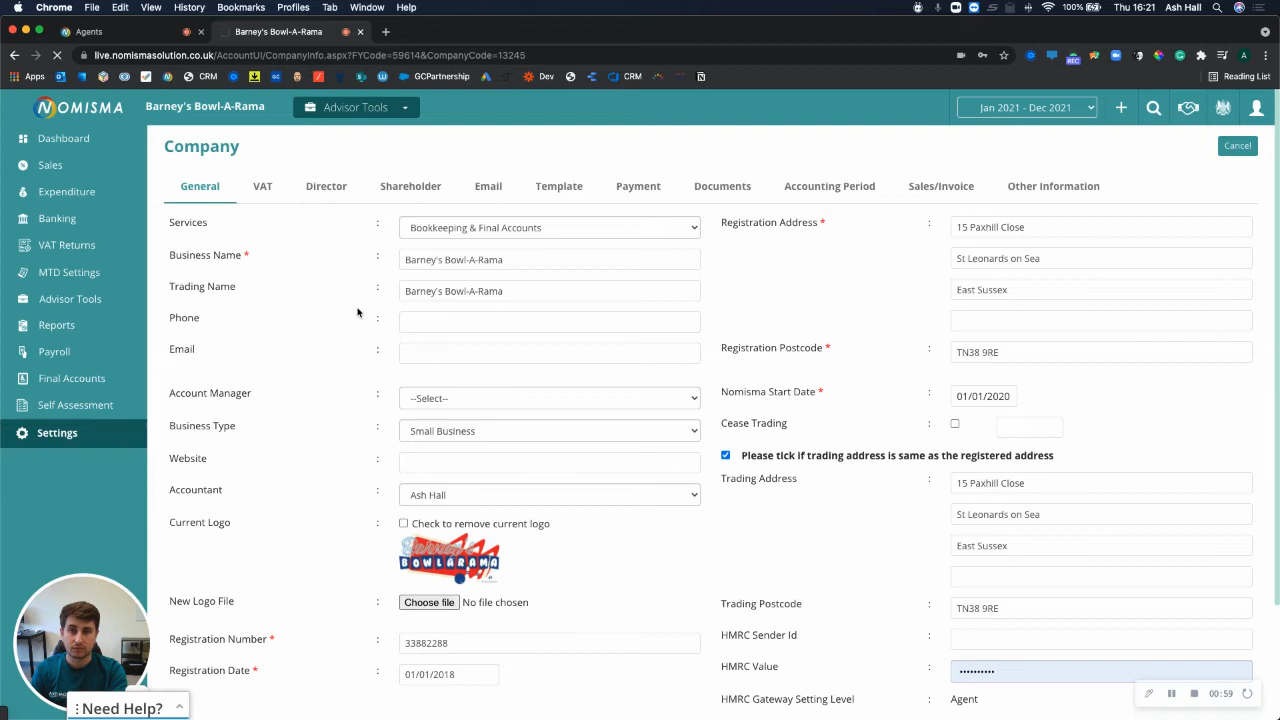 Chrome File Edit View History Bookmarks Profiles Tab Window Help 100% Thu 16:21 Ash Hall
Agents Barney's Bowl-A-Rama
live.nomismasolution.co.uk/AccountUI/CompanyInfo.aspx?FYCode=59614&CompanyCode=13245
Apps CRM GCPartnership Dev CRM Reading List
NOMISMA Barney's Bowl-A-Rama Advisor Tools Jan 2021 - Dec 2021
Dashboard
Sales
Expenditure
Banking
VAT Returns
MTD Settings
Advisor Tools
Reports
Payroll
Final Accounts
Self Assessment
Settings
Company Cancel
General VAT Director Shareholder Email Template Payment Documents Accounting Period Sales/Invoice Other Information
Services : Bookkeeping & Final Accounts
Business Name * : Barney's Bowl-A-Rama
Trading Name : Barney's Bowl-A-Rama
Phone :
Email :
Account Manager : --Select--
Business Type : Small Business
Website :
Accountant : Ash Hall
Current Logo : Check to remove current logo
Barney's
BOWLARAMA
New Logo File : Choose file No file chosen
Registration Number * : 33882288
Registration Date * : 01/01/2018
Registration Address * : 15 Paxhill Close
St Leonards on Sea
East Sussex
Registration Postcode * : TN38 9RE
Nomisma Start Date * : 01/01/2020
Cease Trading :
Please tick if trading address is same as the registered address
Trading Address : 15 Paxhill Close
St Leonards on Sea
East Sussex
Trading Postcode : TN38 9RE
HMRC Sender Id :
HMRC Value : ••••••••••
HMRC Gateway Setting Level : Agent
00:59
Need Help?